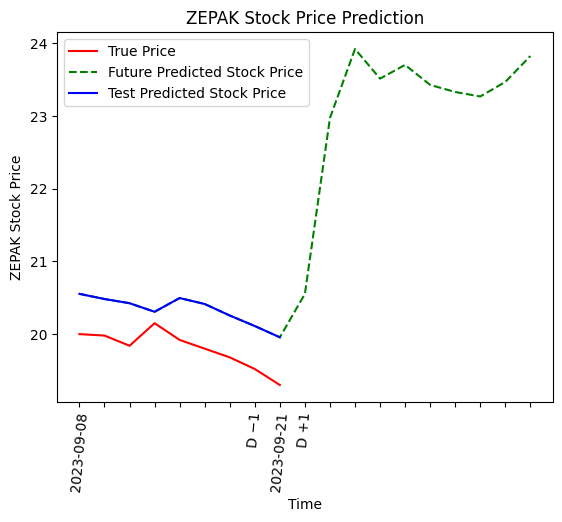 ZEPAK Stock Price Prediction
True Price
Future Predicted Stock Price
Test Predicted Stock Price
ZEPAK Stock Price
24
23
22
21
20
2023-09-08
D −1
2023-09-21
D +1
Time